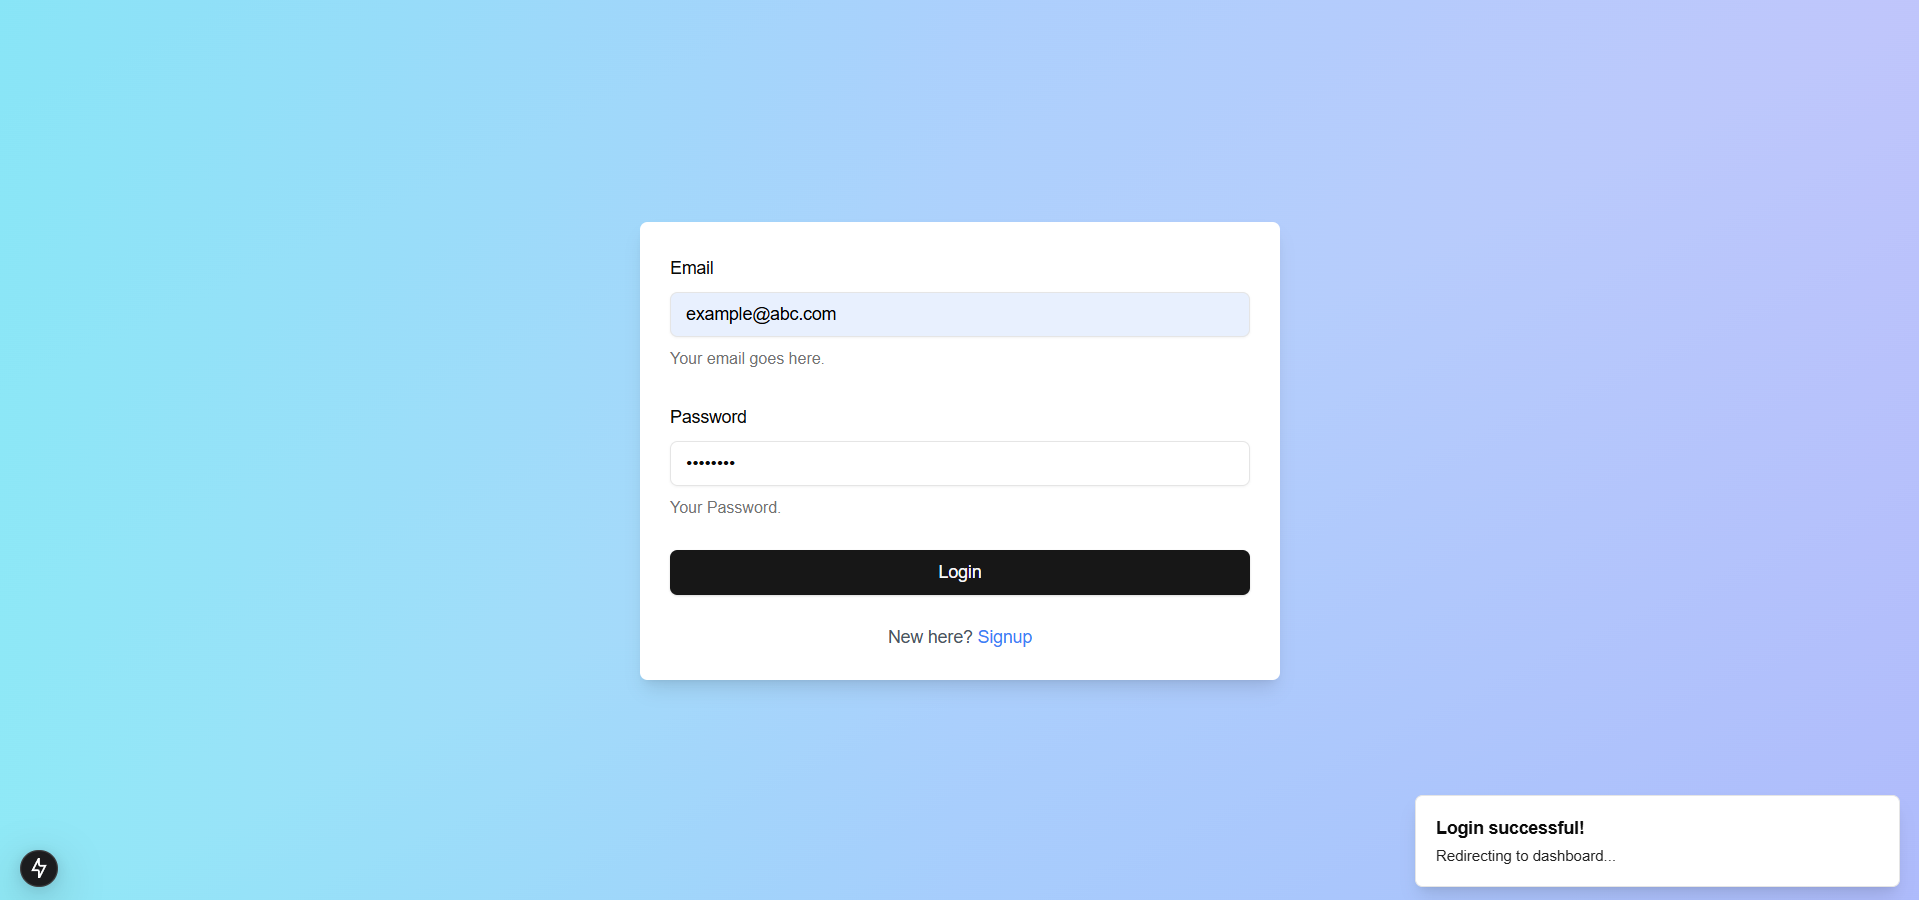 Email
example@abc.com
Your email goes here.
Password
••••••••
Your Password.
Login
New here? Signup
Login successful!
Redirecting to dashboard...